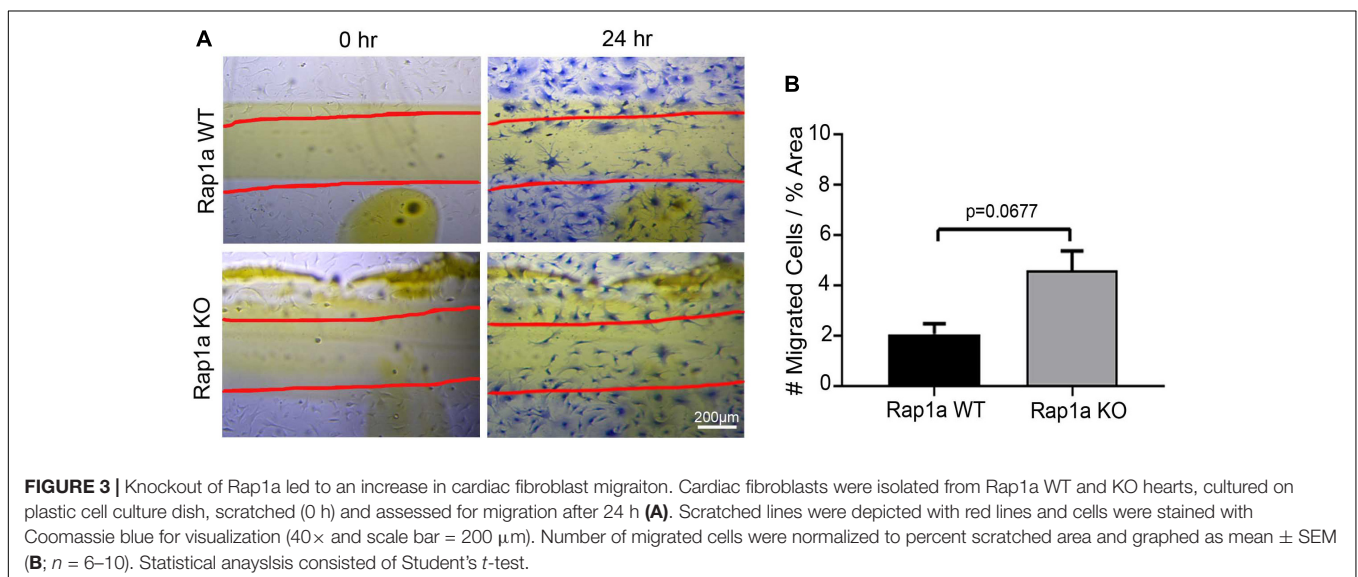 A
0 hr
24 hr
Rap1a WT
Rap1a KO
200μm
B
# Migrated Cells / % Area
10
8
6
4
2
0
p=0.0677
Rap1a WT
Rap1a KO
FIGURE 3 | Knockout of Rap1a led to an increase in cardiac fibroblast migraiton. Cardiac fibroblasts were isolated from Rap1a WT and KO hearts, cultured on
plastic cell culture dish, scratched (0 h) and assessed for migration after 24 h (A). Scratched lines were depicted with red lines and cells were stained with
Coomassie blue for visualization (40× and scale bar = 200 μm). Number of migrated cells were normalized to percent scratched area and graphed as mean ± SEM
(B; n = 6–10). Statistical anayslsis consisted of Student's t-test.